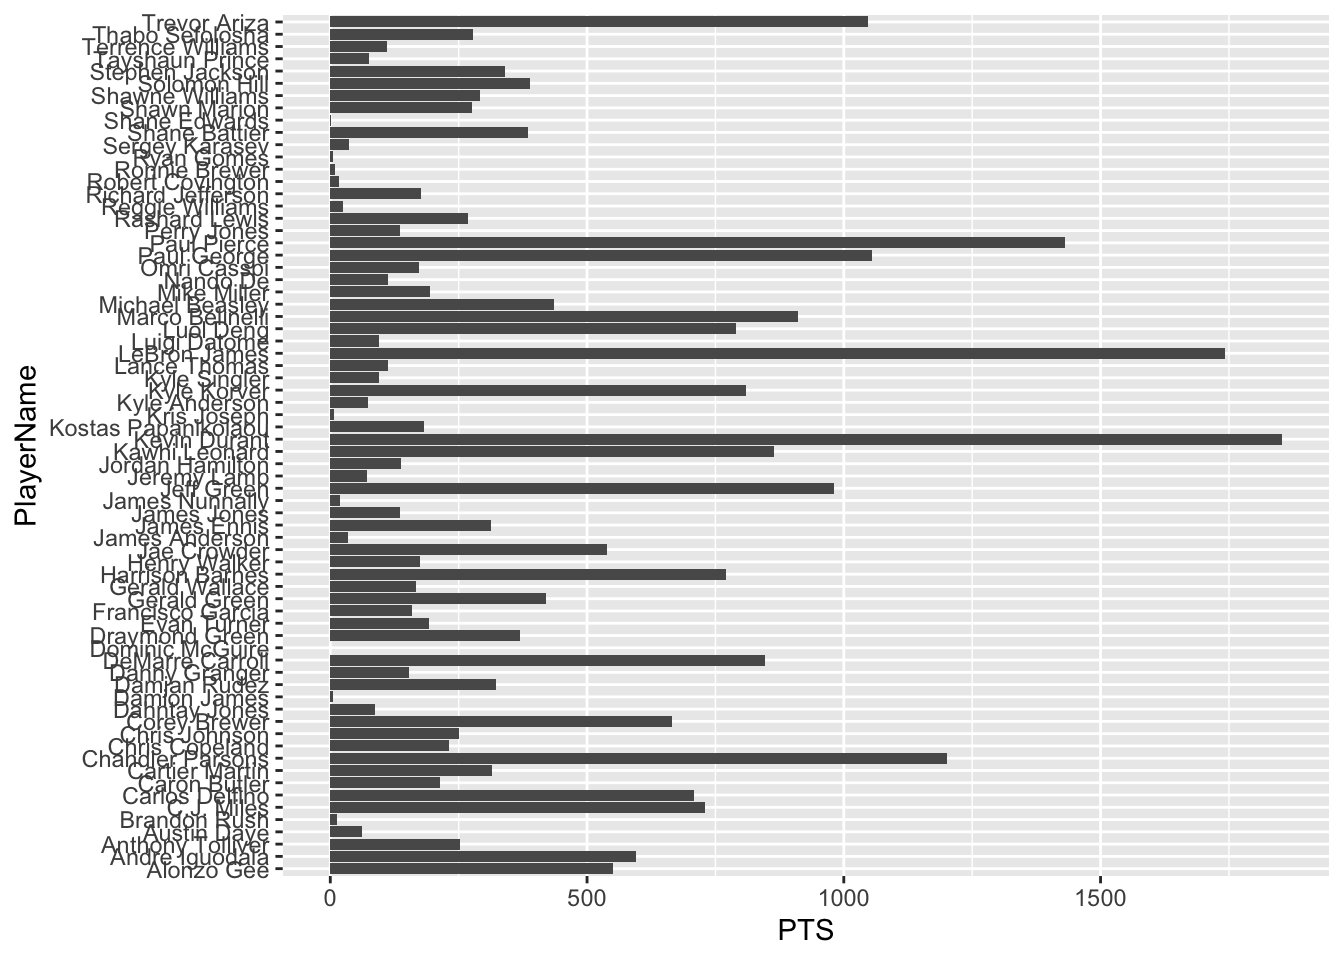 Trevor Ariza
Thabo Sefolosha
Terrence Williams
Tayshaun Prince
Stephen Jackson
Solomon Hill
Shawne Williams
Shawn Marion
Shane Edwards
Shane Battier
Sergey Karasev
Ryan Gomes
Ronnie Brewer
Robert Covington
Richard Jefferson
Reggie Williams
Rashard Lewis
Perry Jones
Paul Pierce
Paul George
Omri Casspi
Nando De
Mike Miller
Michael Beasley
Marco Belinelli
Luol Deng
Luigi Datome
LeBron James
Lance Thomas
Kyle Singler
Kyle Korver
Kyle Anderson
Kris Joseph
Kostas Papanikolaou
Kevin Durant
Kawhi Leonard
Jordan Hamilton
Jeremy Lamb
Jeff Green
James Nunnally
James Jones
James Ennis
James Anderson
Jae Crowder
Henry Walker
Harrison Barnes
Gerald Wallace
Gerald Green
Francisco Garcia
Evan Turner
Draymond Green
Dominic McGuire
DeMarre Carroll
Danny Granger
Damjan Rudez
Damion James
Dahntay Jones
Corey Brewer
Chris Johnson
Chris Copeland
Chandler Parsons
Cartier Martin
Caron Butler
Carlos Delfino
C.J. Miles
Brandon Rush
Austin Daye
Anthony Tolliver
Andre Iguodala
Alonzo Gee
PlayerName
0 500 1000 1500
PTS